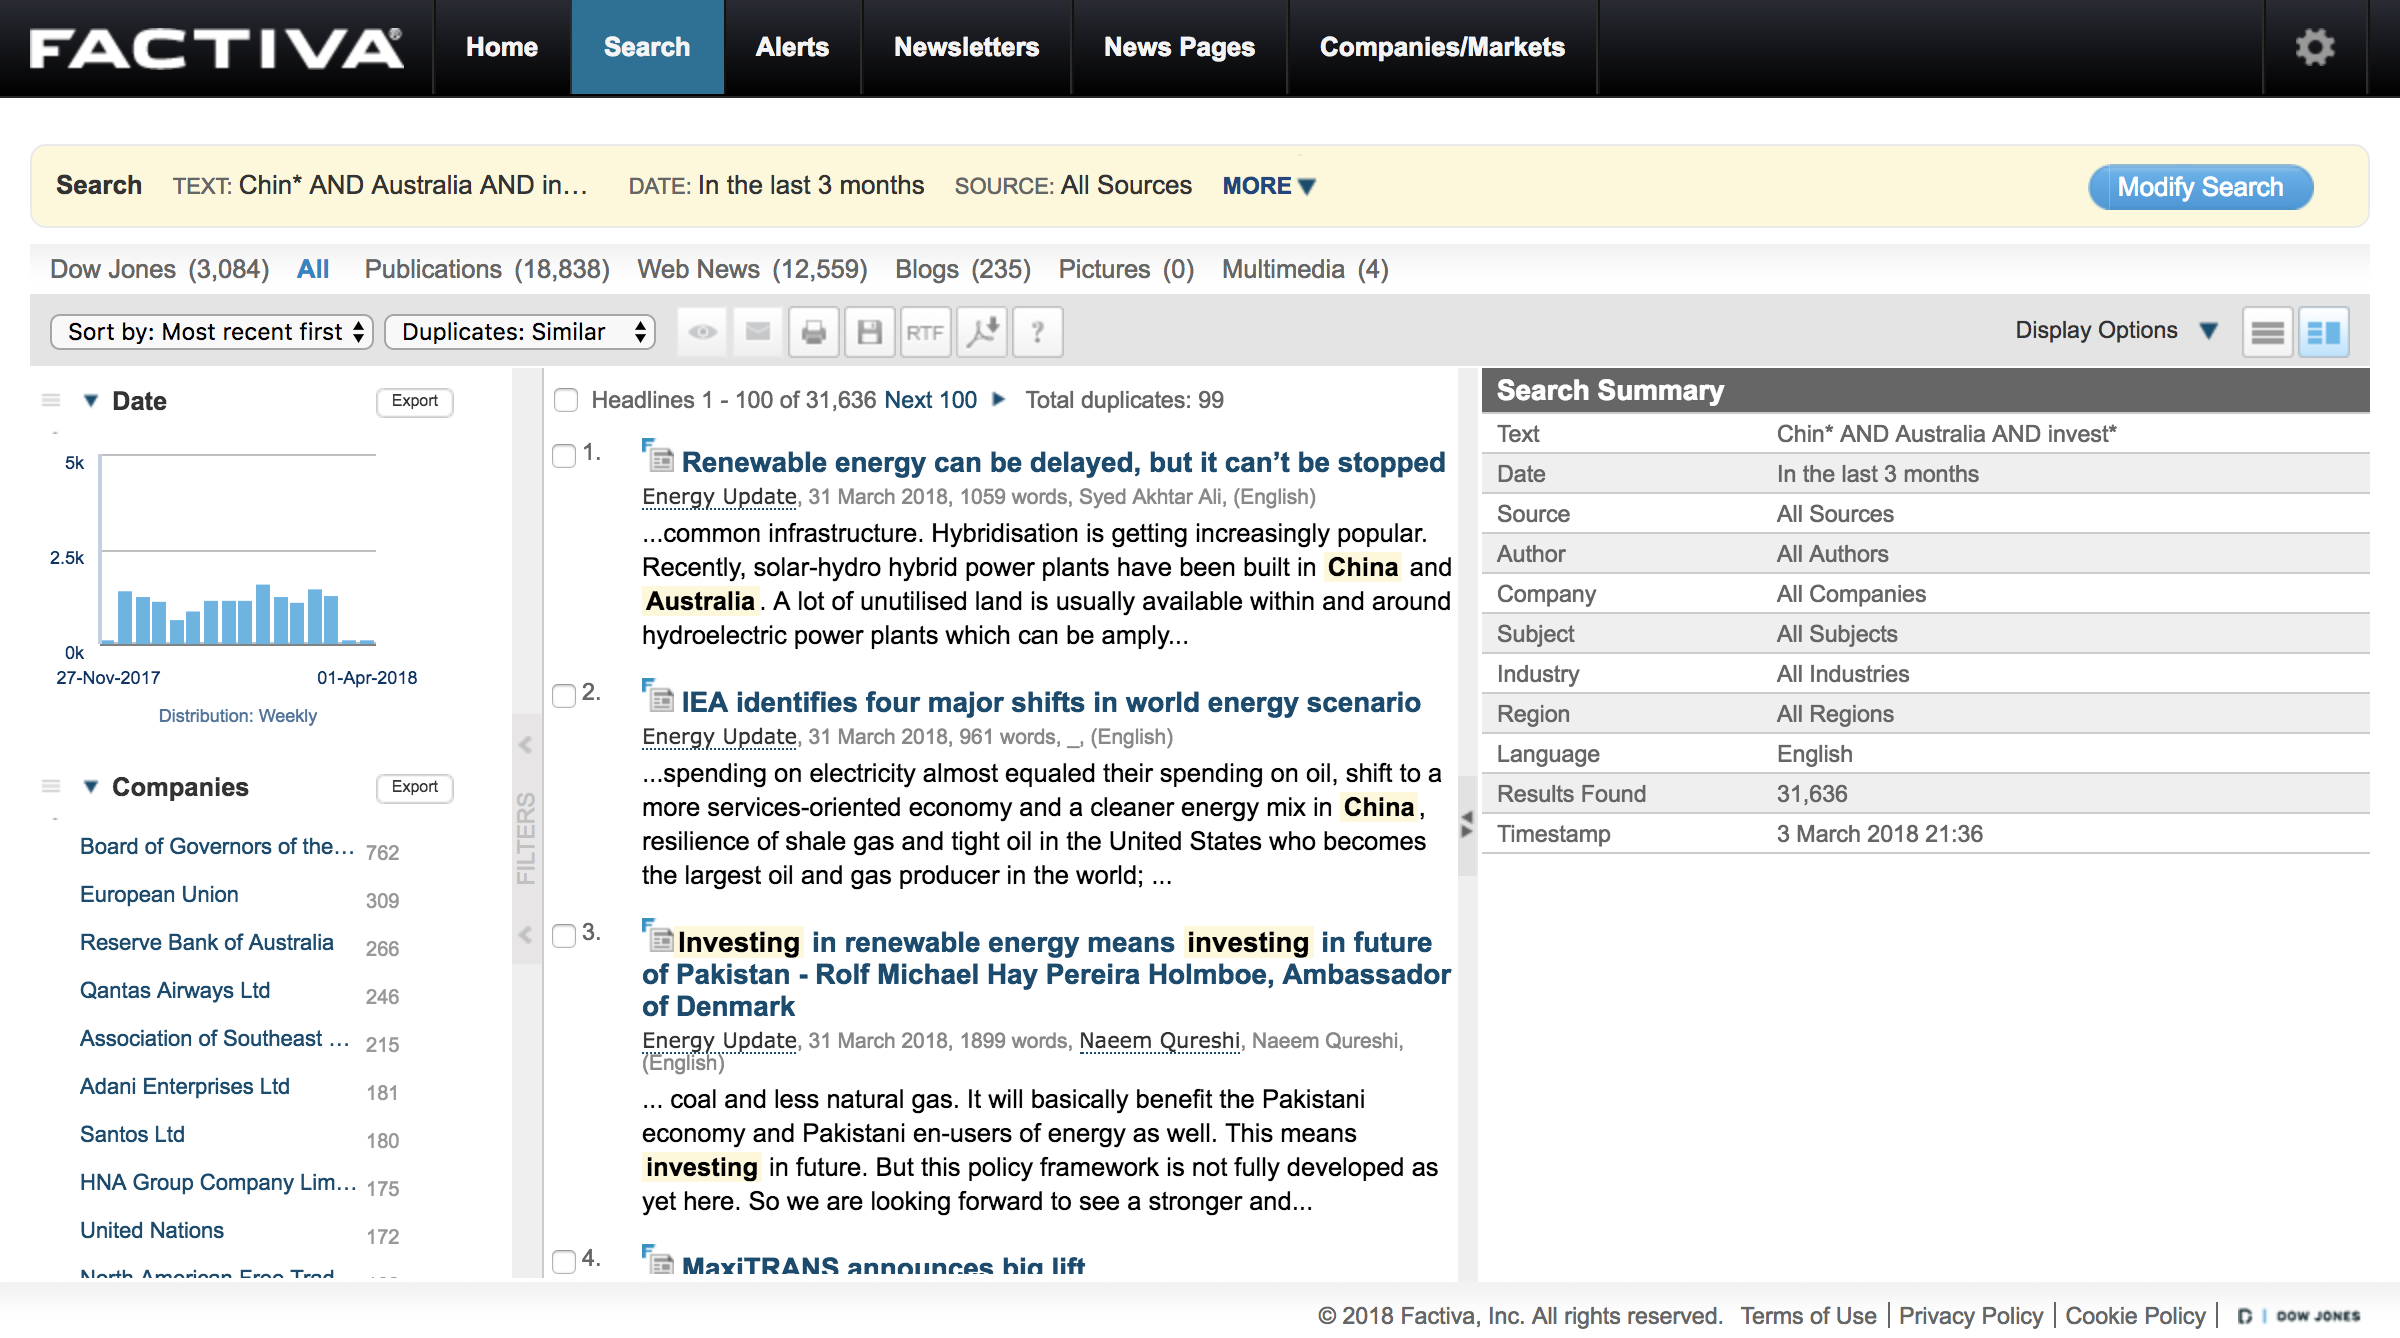 FACTIVA®
Home
Search
Alerts
Newsletters
News Pages
Companies/Markets
Search TEXT: Chin* AND Australia AND in... DATE: In the last 3 months SOURCE: All Sources MORE
Modify Search
Dow Jones (3,084) All Publications (18,838) Web News (12,559) Blogs (235) Pictures (0) Multimedia (4)
Sort by: Most recent first
Duplicates: Similar
RTF
?
Display Options
Date
Export
5k
2.5k
0k
27-Nov-2017
01-Apr-2018
Distribution: Weekly
Companies
Export
Board of Governors of the... 762
European Union 309
Reserve Bank of Australia 266
Qantas Airways Ltd 246
Association of Southeast ... 215
Adani Enterprises Ltd 181
Santos Ltd 180
HNA Group Company Lim... 175
United Nations 172
North American Free Trad
FILTERS
Headlines 1 - 100 of 31,636 Next 100 Total duplicates: 99
1. Renewable energy can be delayed, but it can’t be stopped
Energy Update, 31 March 2018, 1059 words, Syed Akhtar Ali, (English)
...common infrastructure. Hybridisation is getting increasingly popular.
Recently, solar-hydro hybrid power plants have been built in China and
Australia. A lot of unutilised land is usually available within and around
hydroelectric power plants which can be amply...
2. IEA identifies four major shifts in world energy scenario
Energy Update, 31 March 2018, 961 words, _, (English)
...spending on electricity almost equaled their spending on oil, shift to a
more services-oriented economy and a cleaner energy mix in China,
resilience of shale gas and tight oil in the United States who becomes
the largest oil and gas producer in the world; ...
3. Investing in renewable energy means investing in future
of Pakistan - Rolf Michael Hay Pereira Holmboe, Ambassador
of Denmark
Energy Update, 31 March 2018, 1899 words, Naeem Qureshi, Naeem Qureshi,
(English)
... coal and less natural gas. It will basically benefit the Pakistani
economy and Pakistani en-users of energy as well. This means
investing in future. But this policy framework is not fully developed as
yet here. So we are looking forward to see a stronger and...
4. MaxiTRANS announces big lift
Search Summary
Text Chin* AND Australia AND invest*
Date In the last 3 months
Source All Sources
Author All Authors
Company All Companies
Subject All Subjects
Industry All Industries
Region All Regions
Language English
Results Found 31,636
Timestamp 3 March 2018 21:36
© 2018 Factiva, Inc. All rights reserved. Terms of Use | Privacy Policy | Cookie Policy | D | DOW JONES